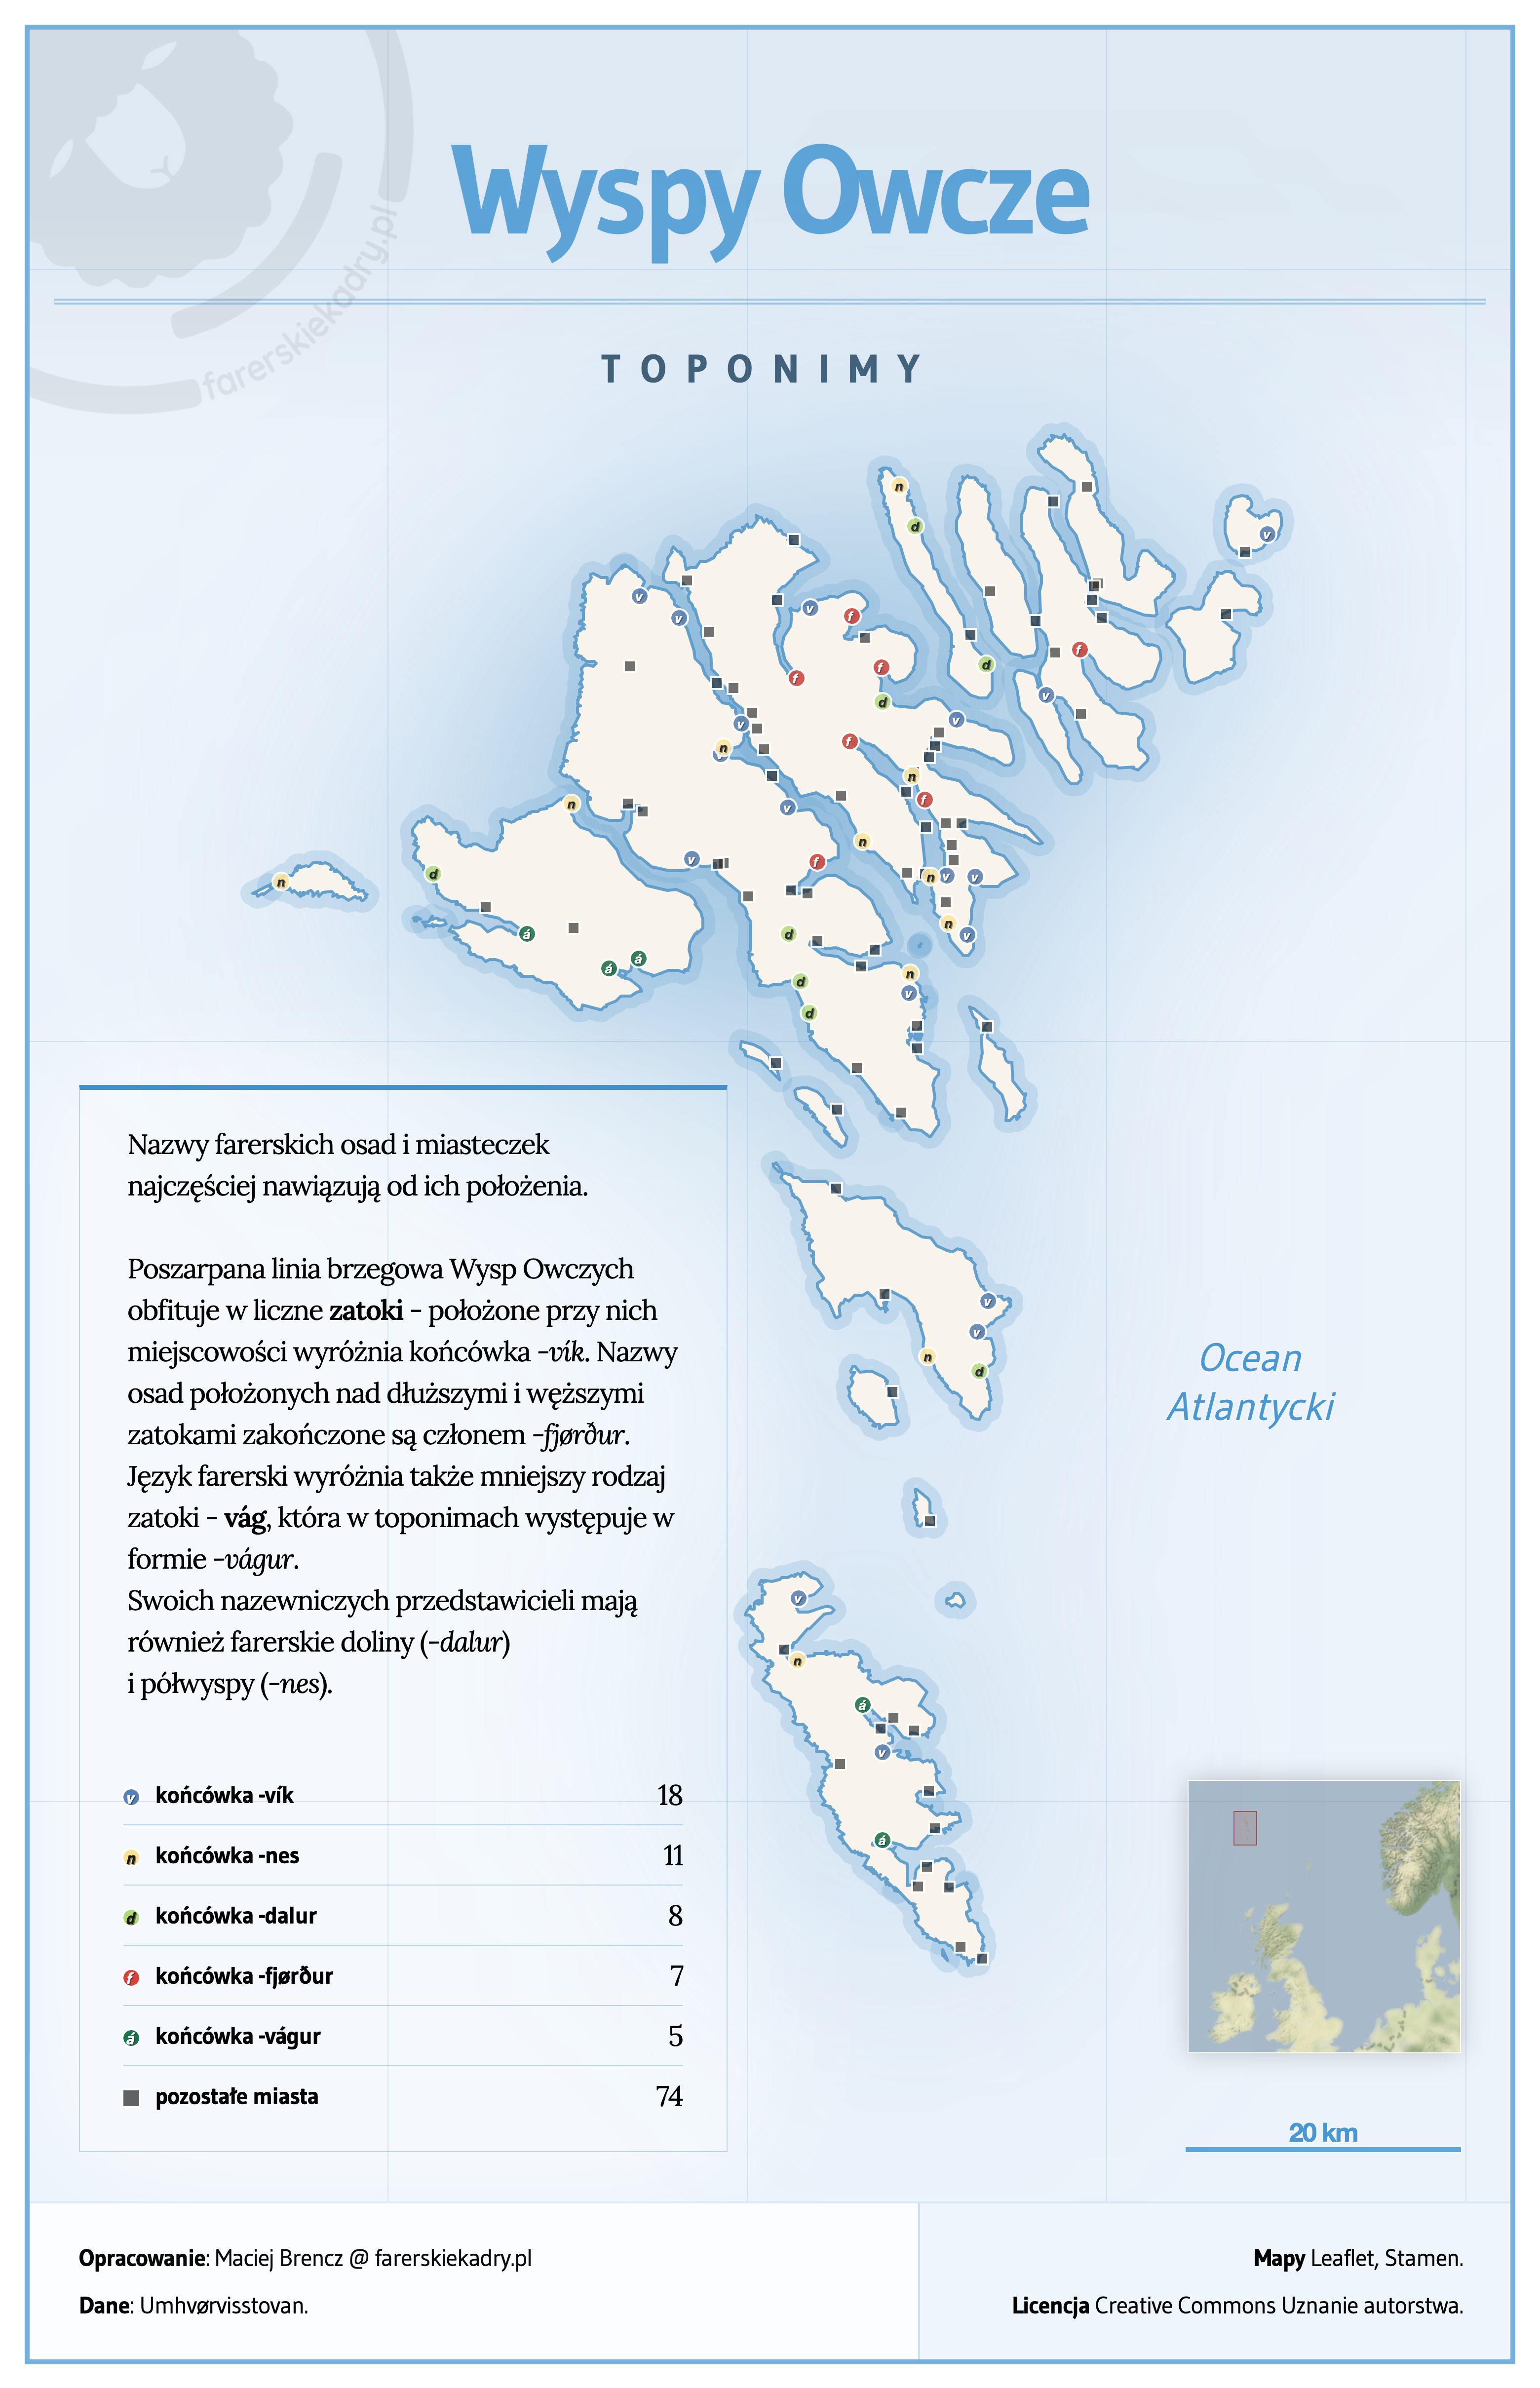 farerskiekadry.pl
Wyspy Owcze
TOPONIMY
Nazwy farerskich osad i miasteczek
najczęściej nawiązują od ich położenia.
Poszarpana linia brzegowa Wysp Owczych
obfituje w liczne zatoki - położone przy nich
miejscowości wyróżnia końcówka -vík. Nazwy
osad położonych nad dłuższymi i węższymi
zatokami zakończone są członem -fjørður.
Język farerski wyróżnia także mniejszy rodzaj
zatoki - vág, która w toponimach występuje w
formie -vágur.
Swoich nazewniczych przedstawicieli mają
również farerskie doliny (-dalur)
i półwyspy (-nes).
v końcówka -vík 18
n końcówka -nes 11
d końcówka -dalur 8
f końcówka -fjørður 7
á końcówka -vágur 5
pozostałe miasta 74
Ocean
Atlantycki
20 km
Opracowanie: Maciej Brencz @ farerskiekadry.pl
Dane: Umhvørvisstovan.
Mapy Leaflet, Stamen.
Licencja Creative Commons Uznanie autorstwa.